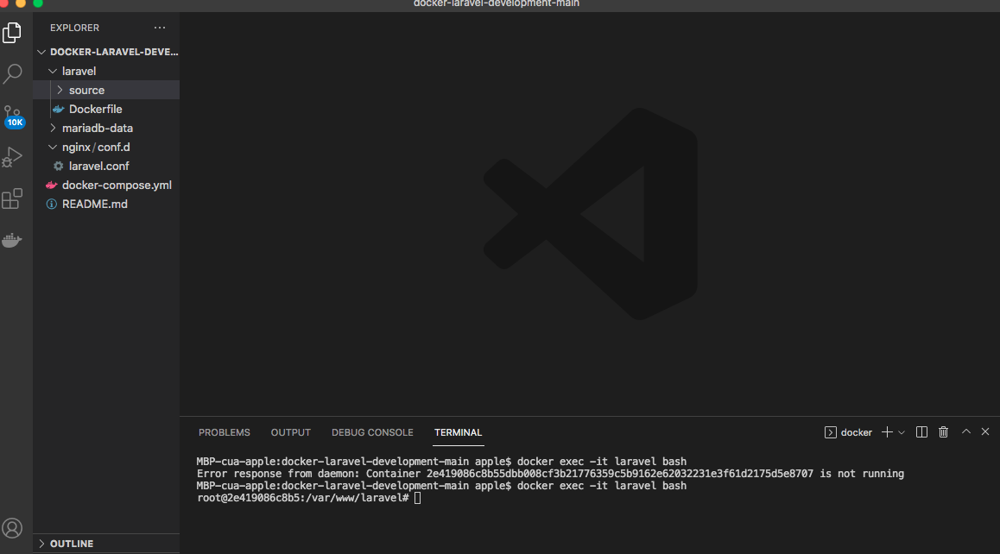 docker-laravel-development-main
EXPLORER
DOCKER-LARAVEL-DEVE...
laravel
source
Dockerfile
mariadb-data
nginx/conf.d
laravel.conf
docker-compose.yml
README.md
10K
OUTLINE
PROBLEMS OUTPUT DEBUG CONSOLE TERMINAL
docker
MBP-cua-apple:docker-laravel-development-main apple$ docker exec -it laravel bash
Error response from daemon: Container 2e419086c8b55dbb008cf3b21776359c5b9162e62032231e3f61d2175d5e8707 is not running
MBP-cua-apple:docker-laravel-development-main apple$ docker exec -it laravel bash
root@2e419086c8b5:/var/www/laravel#